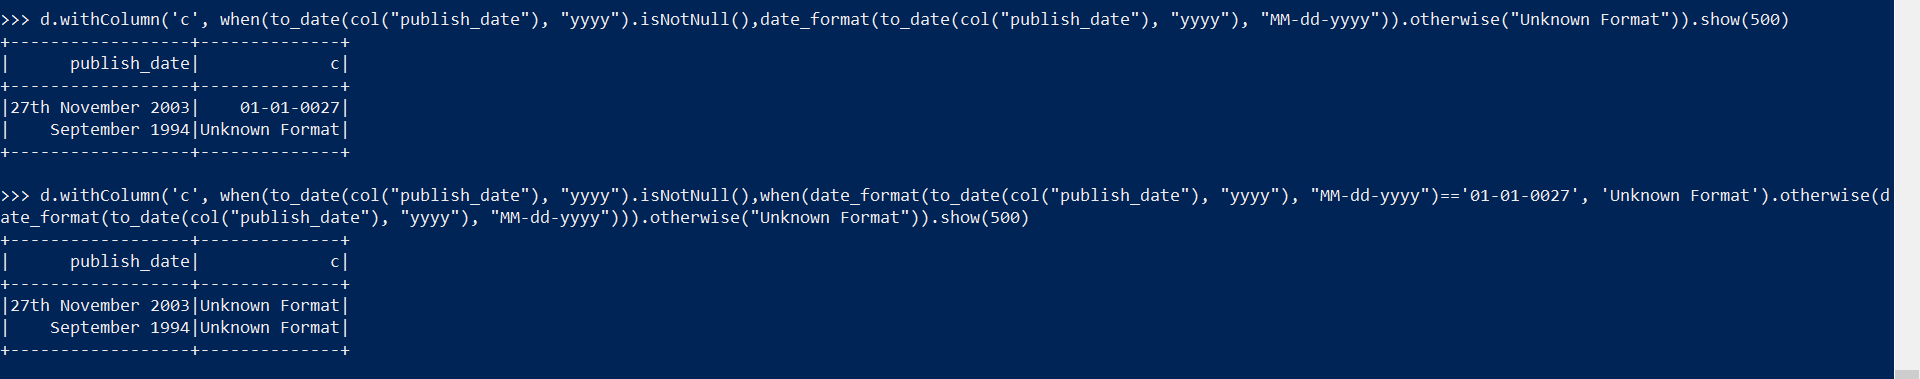 >>> d.withColumn('c', when(to_date(col("publish_date"), "yyyy").isNotNull(),date_format(to_date(col("publish_date"), "yyyy"), "MM-dd-yyyy")).otherwise("Unknown Format")).show(500)
+------------------+--------------+
|      publish_date|             c|
+------------------+--------------+
|27th November 2003|    01-01-0027|
|    September 1994|Unknown Format|
+------------------+--------------+
>>> d.withColumn('c', when(to_date(col("publish_date"), "yyyy").isNotNull(),when(date_format(to_date(col("publish_date"), "yyyy"), "MM-dd-yyyy")=='01-01-0027', 'Unknown Format').otherwise(d
ate_format(to_date(col("publish_date"), "yyyy"), "MM-dd-yyyy"))).otherwise("Unknown Format")).show(500)
+------------------+--------------+
|      publish_date|             c|
+------------------+--------------+
|27th November 2003|Unknown Format|
|    September 1994|Unknown Format|
+------------------+--------------+